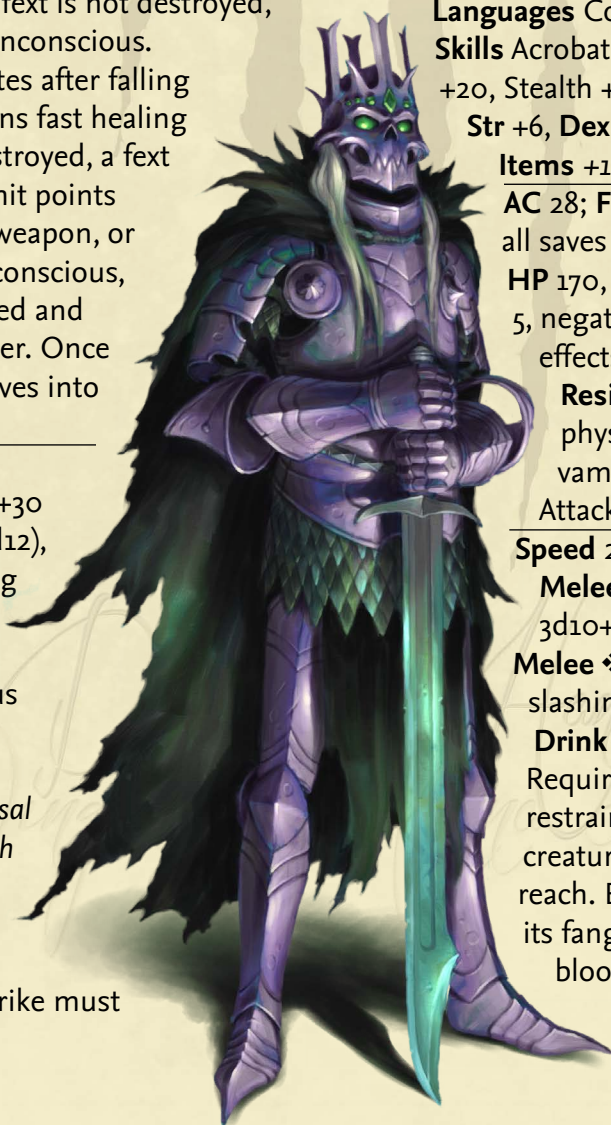 fext is not destroyed,
nconscious.
tes after falling
ns fast healing
stroyed, a fext
hit points
weapon, or
conscious,
ed and
er. Once
ves into
+30
d12),
g
us
sal
h
rike must
Languages Co
Skills Acrobat
+20, Stealth +
Str +6, Dex
Items +1
AC 28; F
all saves
HP 170,
5, negat
effect
Resi
phys
vam
Attack
Speed 2
Melee
3d10+
Melee
slashin
Drink
Requir
restrain
creatur
reach. E
its fang
bloo